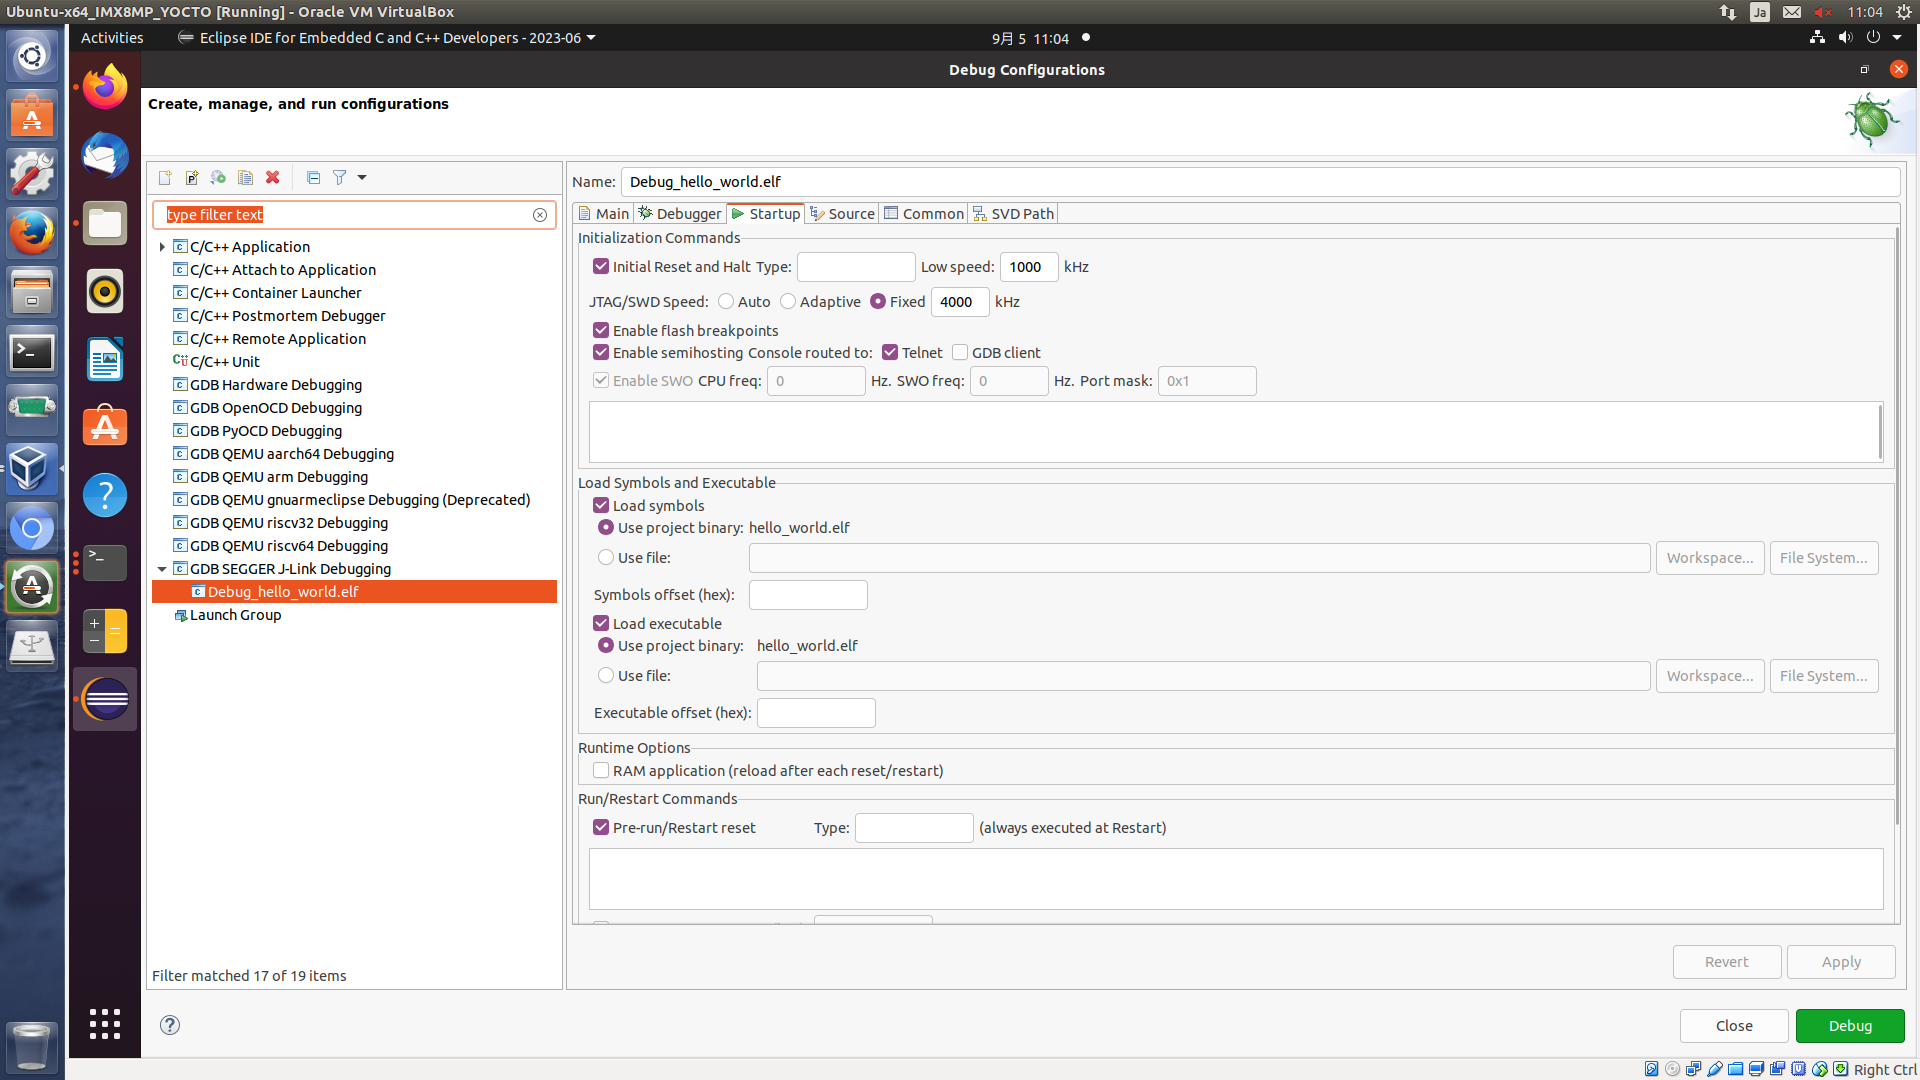 Ubuntu-x64_IMX8MP_YOCTO [Running] - Oracle VM VirtualBox
Ja
11:04
Activities
Eclipse IDE for Embedded C and C++ Developers - 2023-06
9月 5 11:04
Debug Configurations
Create, manage, and run configurations
type filter text
C/C++ Application
C/C++ Attach to Application
C/C++ Container Launcher
C/C++ Postmortem Debugger
C/C++ Remote Application
C/C++ Unit
GDB Hardware Debugging
GDB OpenOCD Debugging
GDB PyOCD Debugging
GDB QEMU aarch64 Debugging
GDB QEMU arm Debugging
GDB QEMU gnuarmeclipse Debugging (Deprecated)
GDB QEMU riscv32 Debugging
GDB QEMU riscv64 Debugging
GDB SEGGER J-Link Debugging
Debug_hello_world.elf
Launch Group
Filter matched 17 of 19 items
Name: Debug_hello_world.elf
Main Debugger Startup Source Common SVD Path
Initialization Commands
Initial Reset and Halt Type: Low speed: 1000 kHz
JTAG/SWD Speed: Auto Adaptive Fixed 4000 kHz
Enable flash breakpoints
Enable semihosting Console routed to: Telnet GDB client
Enable SWO CPU freq: 0 Hz. SWO freq: 0 Hz. Port mask: 0x1
Load Symbols and Executable
Load symbols
Use project binary: hello_world.elf
Use file: Workspace... File System...
Symbols offset (hex):
Load executable
Use project binary: hello_world.elf
Use file: Workspace... File System...
Executable offset (hex):
Runtime Options
RAM application (reload after each reset/restart)
Run/Restart Commands
Pre-run/Restart reset Type: (always executed at Restart)
Revert Apply
Close Debug
Right Ctrl